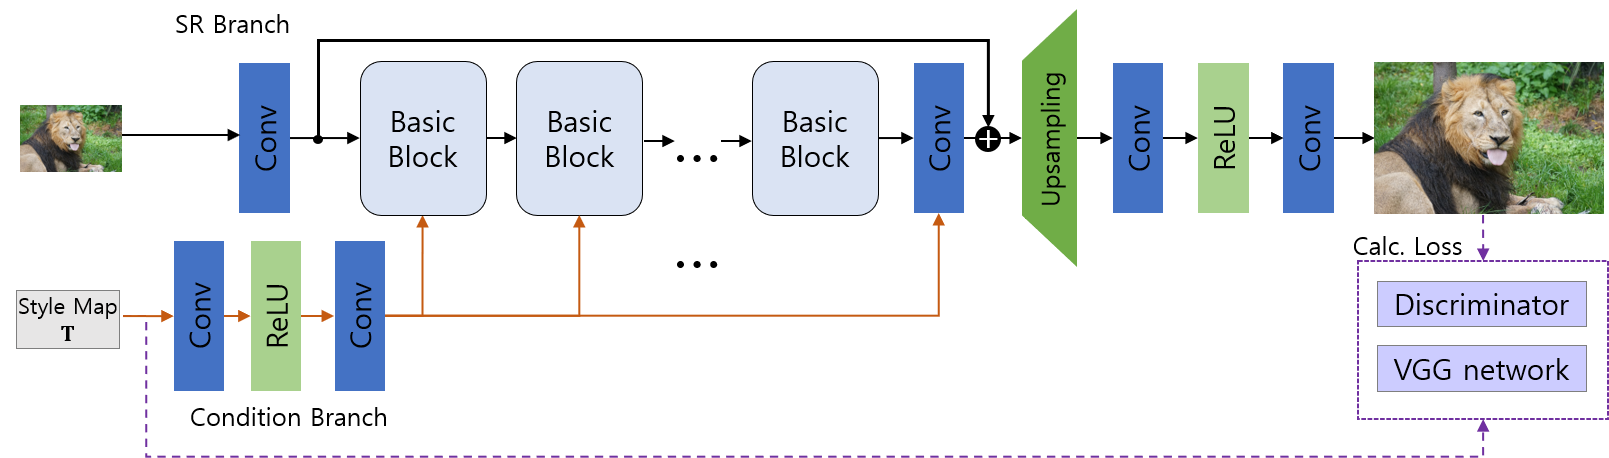 SR Branch
Conv
Basic
Block
Basic
Block
...
Basic
Block
Conv
+
Upsampling
Conv
ReLU
Conv
Style Map
T
Conv
ReLU
Conv
...
Condition Branch
Calc. Loss
Discriminator
VGG network